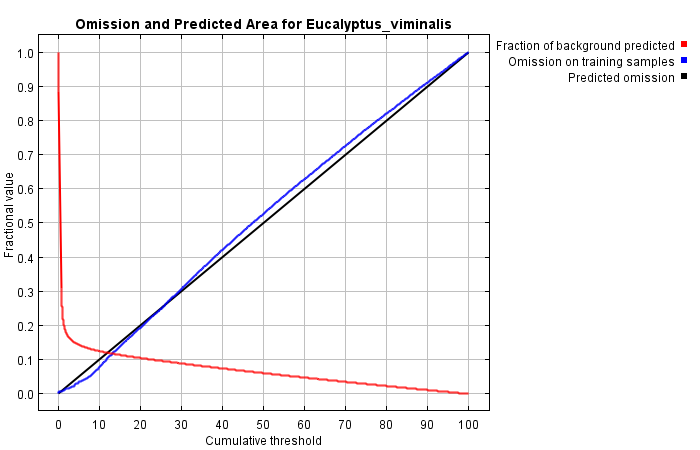 Omission and Predicted Area for Eucalyptus_viminalis
Fraction of background predicted
Omission on training samples
Predicted omission
Fractional value
1.0
0.9
0.8
0.7
0.6
0.5
0.4
0.3
0.2
0.1
0.0
0 10 20 30 40 50 60 70 80 90 100
Cumulative threshold